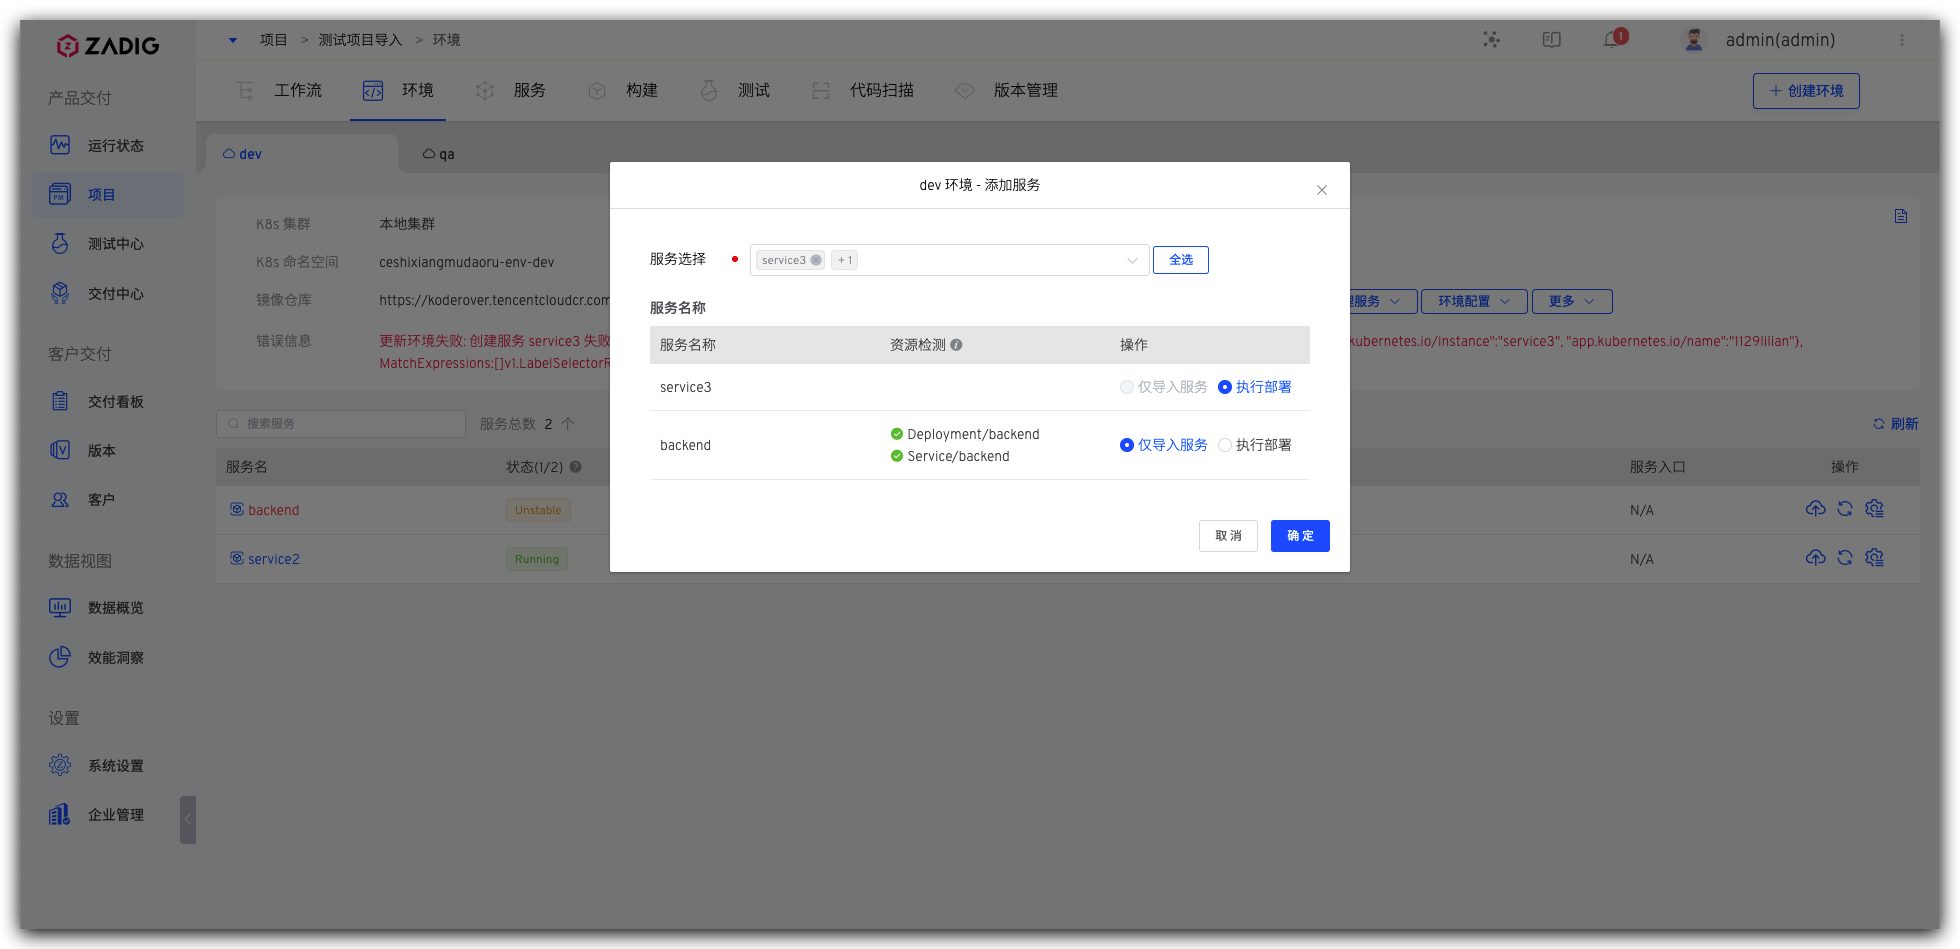 ZADIG
项目 > 测试项目导入 > 环境
1
admin(admin)
工作流
环境
服务
构建
测试
代码扫描
版本管理
创建环境
产品交付
运行状态
项目
测试中心
交付中心
客户交付
交付看板
版本
客户
数据视图
数据概览
效能洞察
设置
系统设置
企业管理
dev
qa
K8s 集群 本地集群
K8s 命名空间 ceshixiangmudaoru-env-dev
镜像仓库 https://koderover.tencentcloudcr.com
服务 环境配置 更多
错误信息 更新环境失败: 创建服务 service3 失败 kubernetes.io/instance":"service3", "app.kubernetes.io/name":"1129lilian"},
MatchExpressions:[]v1.LabelSelectorR
搜索服务
服务总数 2 个
刷新
服务名 状态(1/2) 服务入口 操作
backend Unstable N/A
service2 Running N/A
dev 环境 - 添加服务
服务选择 service3 + 1 全选
服务名称
服务名称 资源检测 操作
service3 仅导入服务 执行部署
backend Deployment/backend 仅导入服务 执行部署
Service/backend
取消 确定